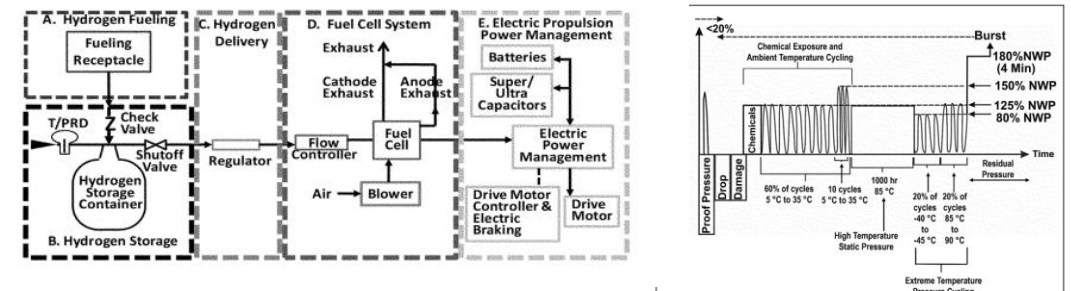 A. Hydrogen Fueling
Fueling
Receptacle
T/PRD
Check
Valve
Shutoff
Valve
Hydrogen
Storage
Container
B. Hydrogen Storage
C. Hydrogen
Delivery
Regulator
D. Fuel Cell System
Exhaust
Cathode
Exhaust
Anode
Exhaust
Flow
Controller
Fuel
Cell
Air
Blower
E. Electric Propulsion
Power Management
Batteries
Super/
Ultra
Capacitors
Electric
Power
Management
Drive Motor
Controller &
Electric
Braking
Drive
Motor
<20%
Burst
Chemical Exposure and
Ambient Temperature Cycling
180%NWP
(4 Min)
150% NWP
125% NWP
80% NWP
Chemicals
Time
Proof Pressure
Drop
Damage
60% of cycles
5 °C to 35 °C
10 cycles
5 °C to 35 °C
1000 hr
85 °C
High Temperature
Static Pressure
20% of
cycles
-40 °C
to
-45 °C
20% of
cycles
85 °C
to
90 °C
Residual
Pressure
Extreme Temperature
Pressure Cycling